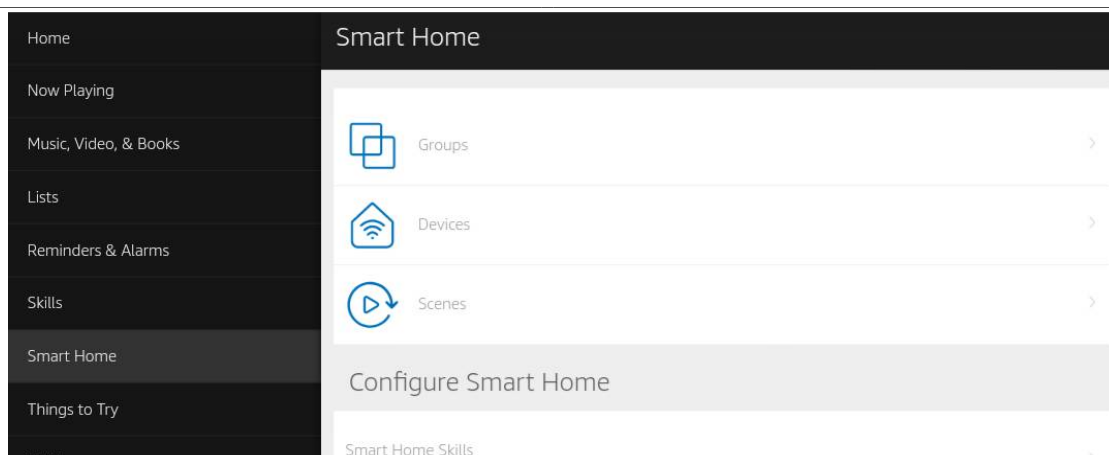 Home
Now Playing
Music, Video, & Books
Lists
Reminders & Alarms
Skills
Smart Home
Things to Try
Smart Home
Groups
Devices
Scenes
Configure Smart Home
Smart Home Skills